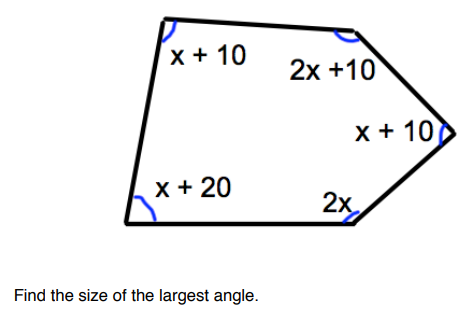 x + 10
2x +10
x + 10
x + 20
2x
Find the size of the largest angle.